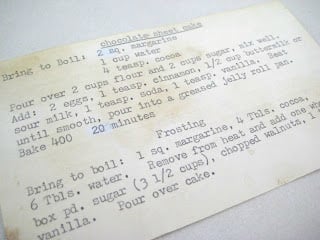 chocolate sheet cake
Bring to Boil: 2 sq. margarine
1 cup water
4 teasp. cocoa
Pour over 2 cups flour and 2 cups sugar, mix well.
Add: 2 eggs, 1 teasp. cinnamon, 1/2 cup buttermilk or
sour milk, 1 teasp. soda, 1 teasp. vanilla. Beat
until smooth, pour into a greased jelly roll pan.
Bake 400 20 minutes
Frosting
Bring to boil: 1 sq. margarine, 4 Tbls. cocoa,
6 Tbls. water. Remove from heat and add one
box pd. sugar (3 1/2 cups), chopped walnuts, 1
vanilla. Pour over cake.